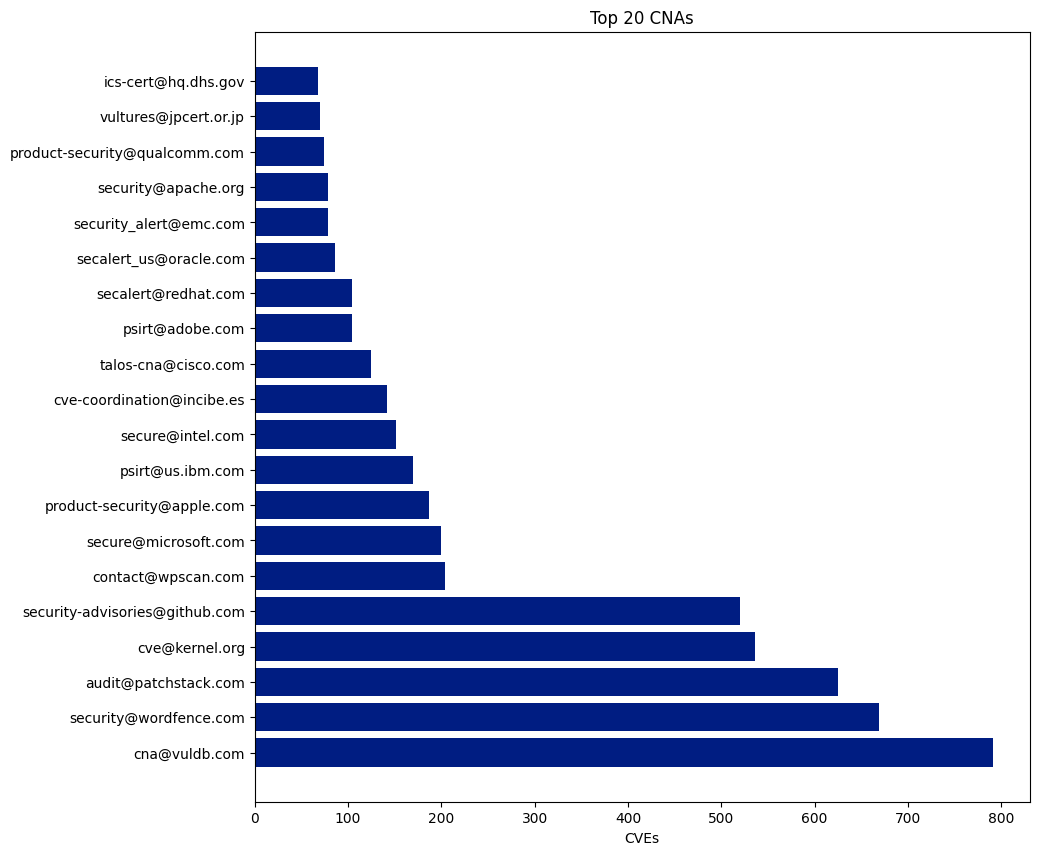 Top 20 CNAs
ics-cert@hq.dhs.gov
vultures@jpcert.or.jp
product-security@qualcomm.com
security@apache.org
security_alert@emc.com
secalert_us@oracle.com
secalert@redhat.com
psirt@adobe.com
talos-cna@cisco.com
cve-coordination@incibe.es
secure@intel.com
psirt@us.ibm.com
product-security@apple.com
secure@microsoft.com
contact@wpscan.com
security-advisories@github.com
cve@kernel.org
audit@patchstack.com
security@wordfence.com
cna@vuldb.com
0 100 200 300 400 500 600 700 800
CVEs